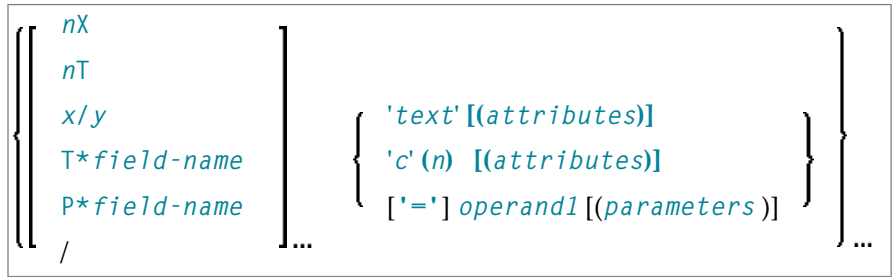 nX
nT
x/y
'text' [(attributes)]
T*field-name
'c' (n) [(attributes)]
P*field-name
['='] operand1 [(parameters )]
/
... ...